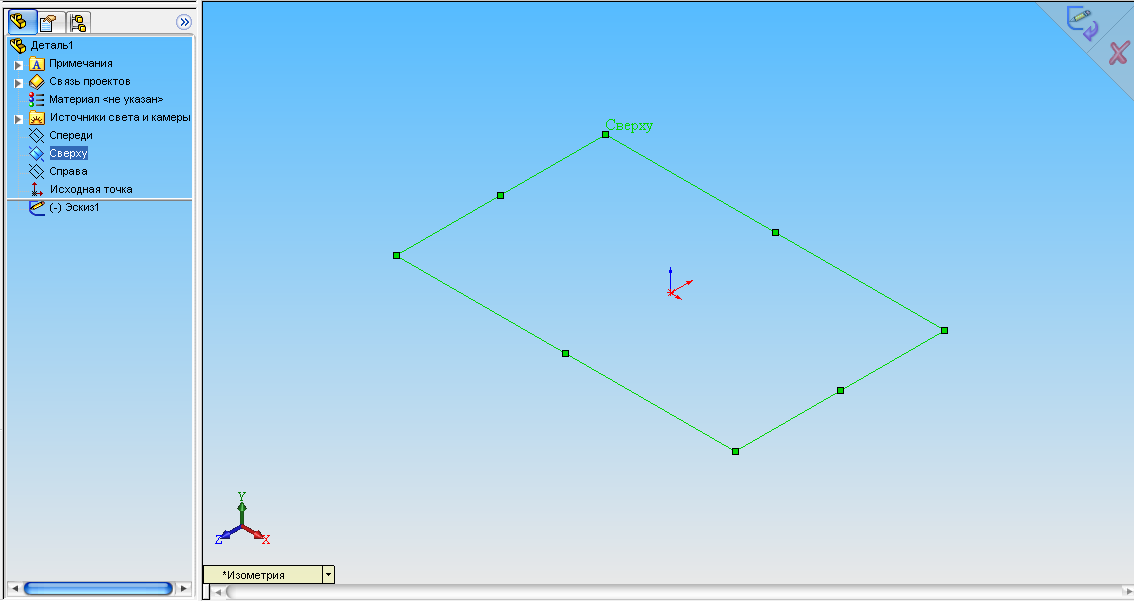 Деталь1
Примечания
Связь проектов
Материал <не указан>
Источники света и камеры
Спереди
Сверху
Справа
Исходная точка
(-) Эскиз1
Сверху
Y
Z
X
*Изометрия